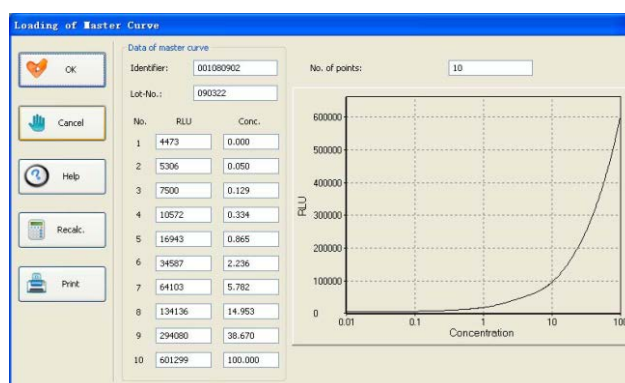 Loading of Master Curve
OK
Cancel
Help
Recalc.
Print
Data of master curve
Identifier: 001080902
Lot-No.: 090322
No. RLU Conc.
1 4473 0.000
2 5306 0.050
3 7500 0.129
4 10572 0.334
5 16943 0.865
6 34587 2.236
7 64103 5.782
8 134136 14.953
9 294080 38.670
10 601299 100.000
No. of points: 10
RLU
600000
500000
400000
300000
200000
100000
0
0.01 0.1 1 10 100
Concentration